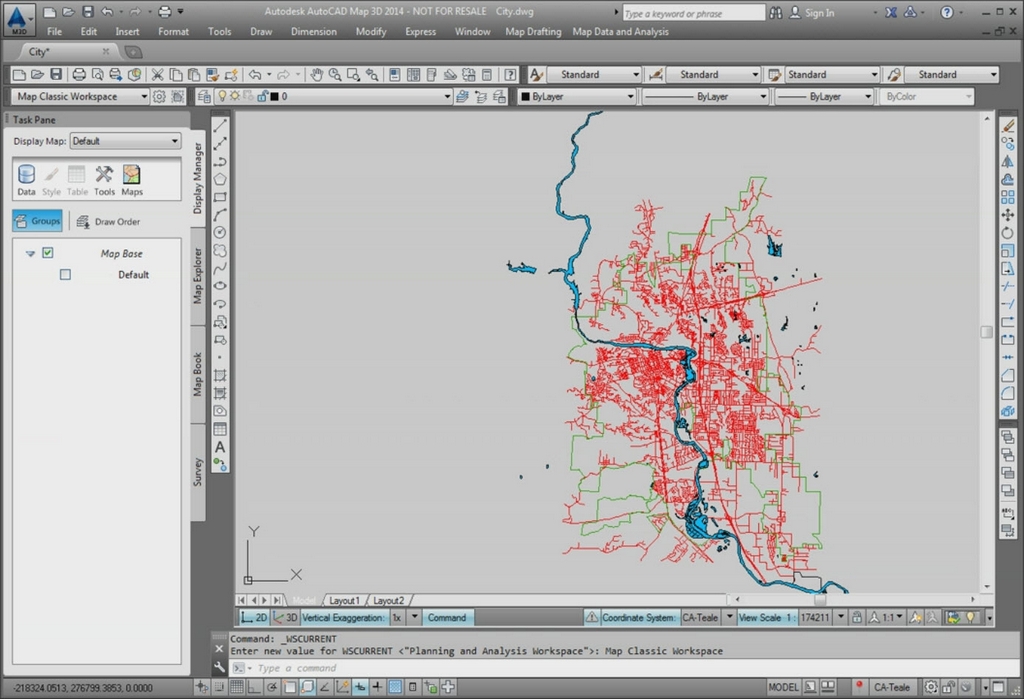 Autodesk AutoCAD Map 3D 2014 - NOT FOR RESALE City.dwg
Type a keyword or phrase
Sign In
M3D
File Edit Insert Format Tools Draw Dimension Modify Express Window Map Drafting Map Data and Analysis
City*
Standard Standard Standard Standard
Map Classic Workspace
0
ByLayer ByLayer ByLayer ByColor
Task Pane
Display Map: Default
Data Style Table Tools Maps
Groups Draw Order
Map Base
Default
Display Manager
Map Explorer
Map Book
Survey
A
Y
X
Model Layout1 Layout2
2D 3D Vertical Exaggeration: 1x Command
Coordinate System: CA-Teale View Scale 1 : 174211 1:1
Command: _WSCURRENT
Enter new value for WSCURRENT <"Planning and Analysis Workspace">: Map Classic Workspace
Type a command
-218324.0513, 276799.3853, 0.0000
MODEL CA-Teale